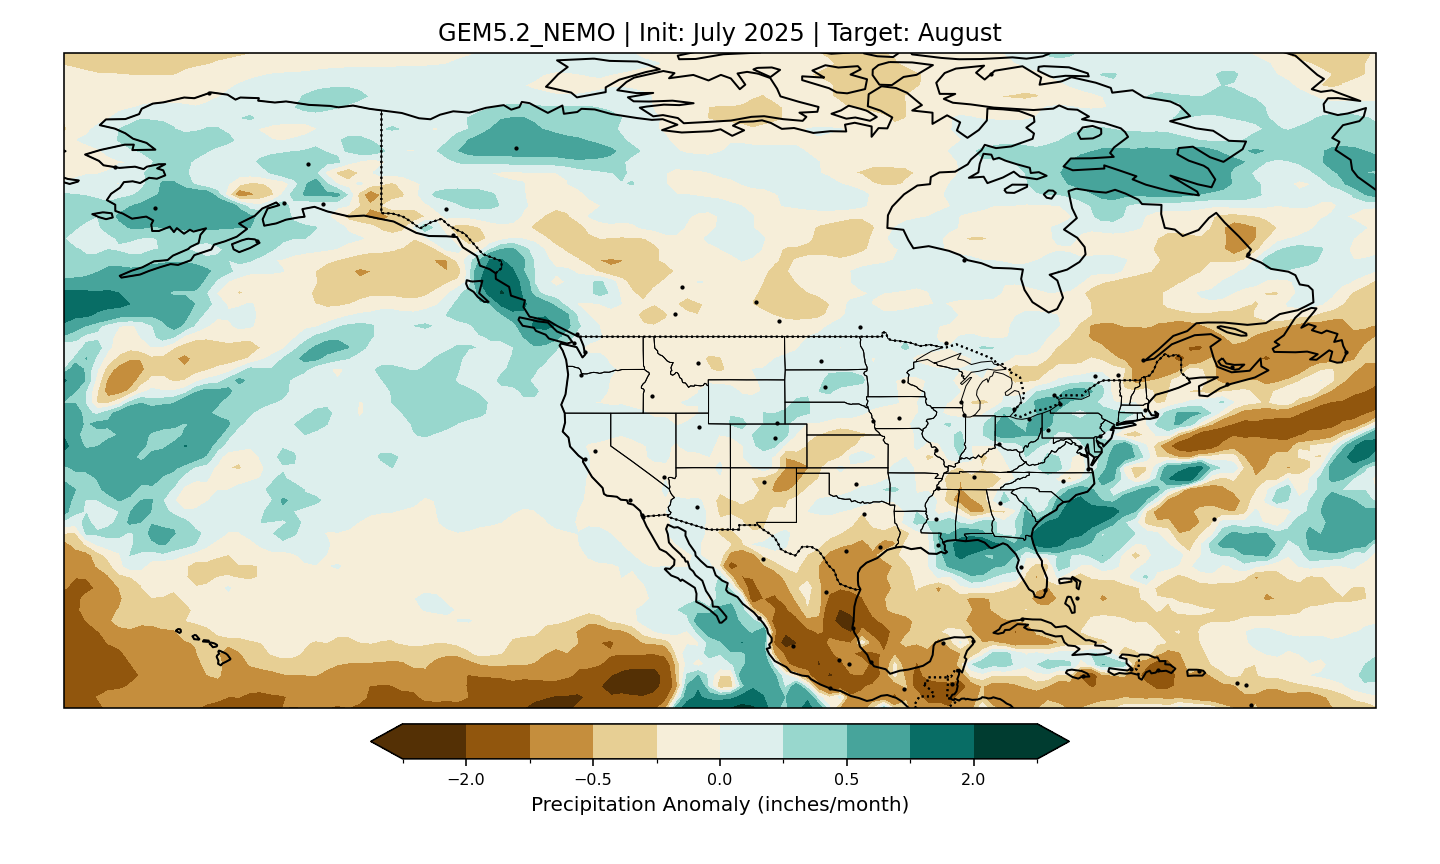 GEM5.2_NEMO | Init: July 2025 | Target: August
−2.0 −0.5 0.0 0.5 2.0
Precipitation Anomaly (inches/month)